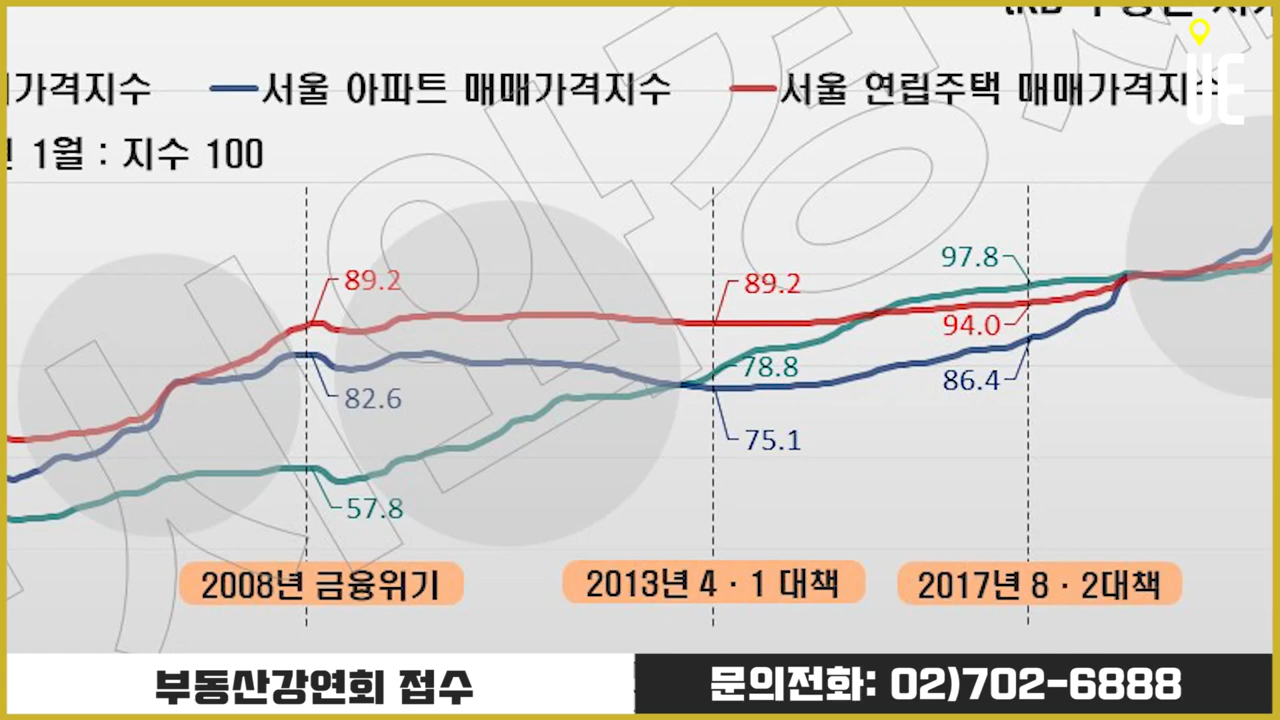 가격지수 서울 아파트 매매가격지수 서울 연립주택 매매가격지수
1월 : 지수 100
UE
89.2
82.6
57.8
89.2
78.8
75.1
97.8
94.0
86.4
2008년 금융위기
2013년 4 · 1 대책
2017년 8 · 2대책
부동산강연회 접수
문의전화: 02)702-6888